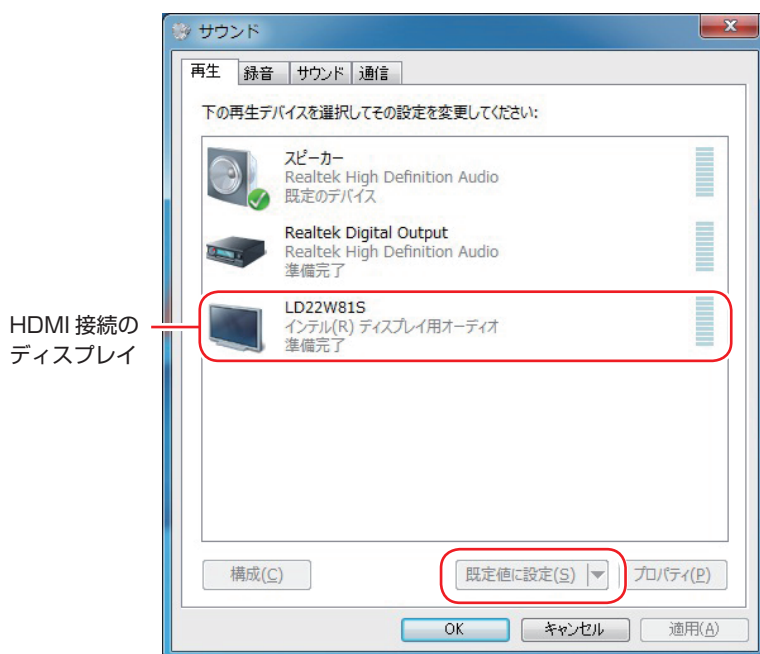 サウンド
再生 録音 サウンド 通信
下の再生デバイスを選択してその設定を変更してください:
スピーカー
Realtek High Definition Audio
既定のデバイス
Realtek Digital Output
Realtek High Definition Audio
準備完了
HDMI 接続の
ディスプレイ
LD22W81S
インテル(R) ディスプレイ用オーディオ
準備完了
構成(C) 既定値に設定(S) プロパティ(P)
OK キャンセル 適用(A)